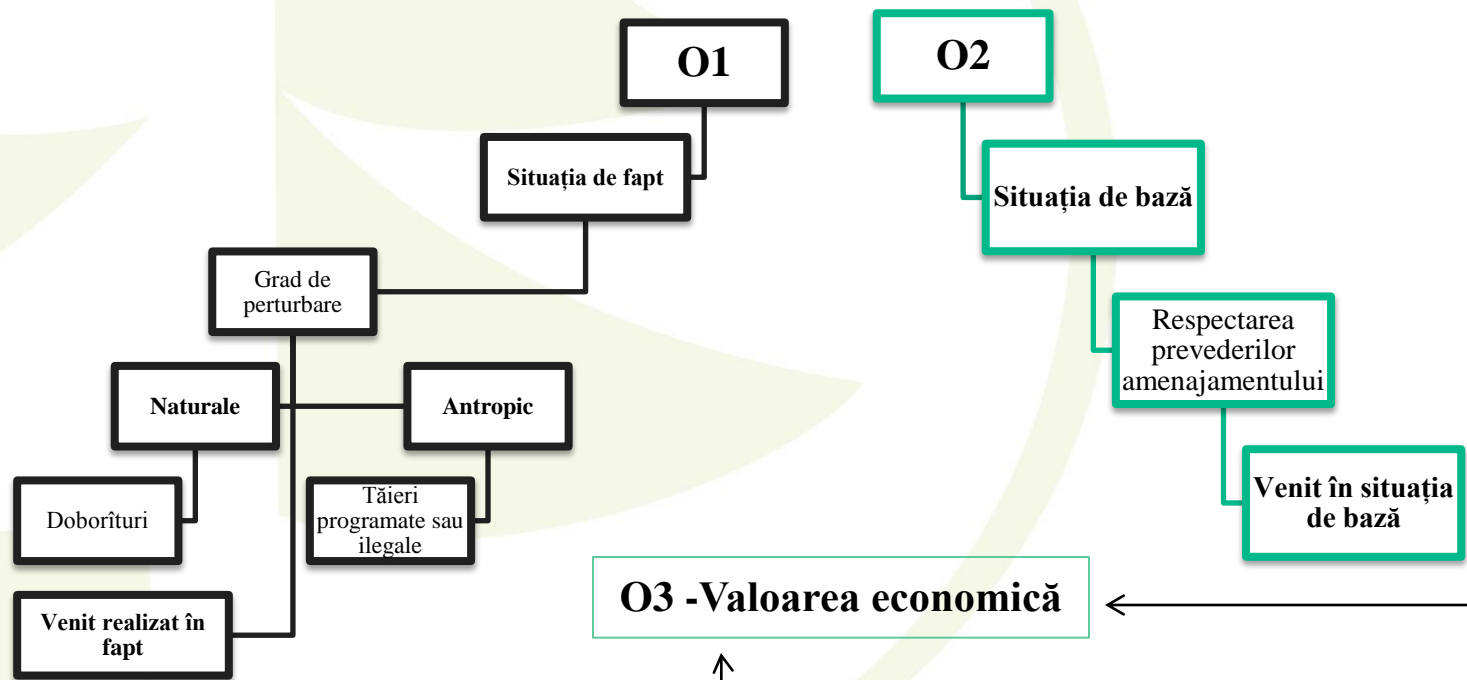 O1
Situația de fapt
Grad de
perturbare
Naturale
Antropic
Doborîturi
Tăieri
programate sau
ilegale
Venit realizat în
fapt
O2
Situația de bază
Respectarea
prevederilor
amenajamentului
Venit în situația
de bază
O3 -Valoarea economică